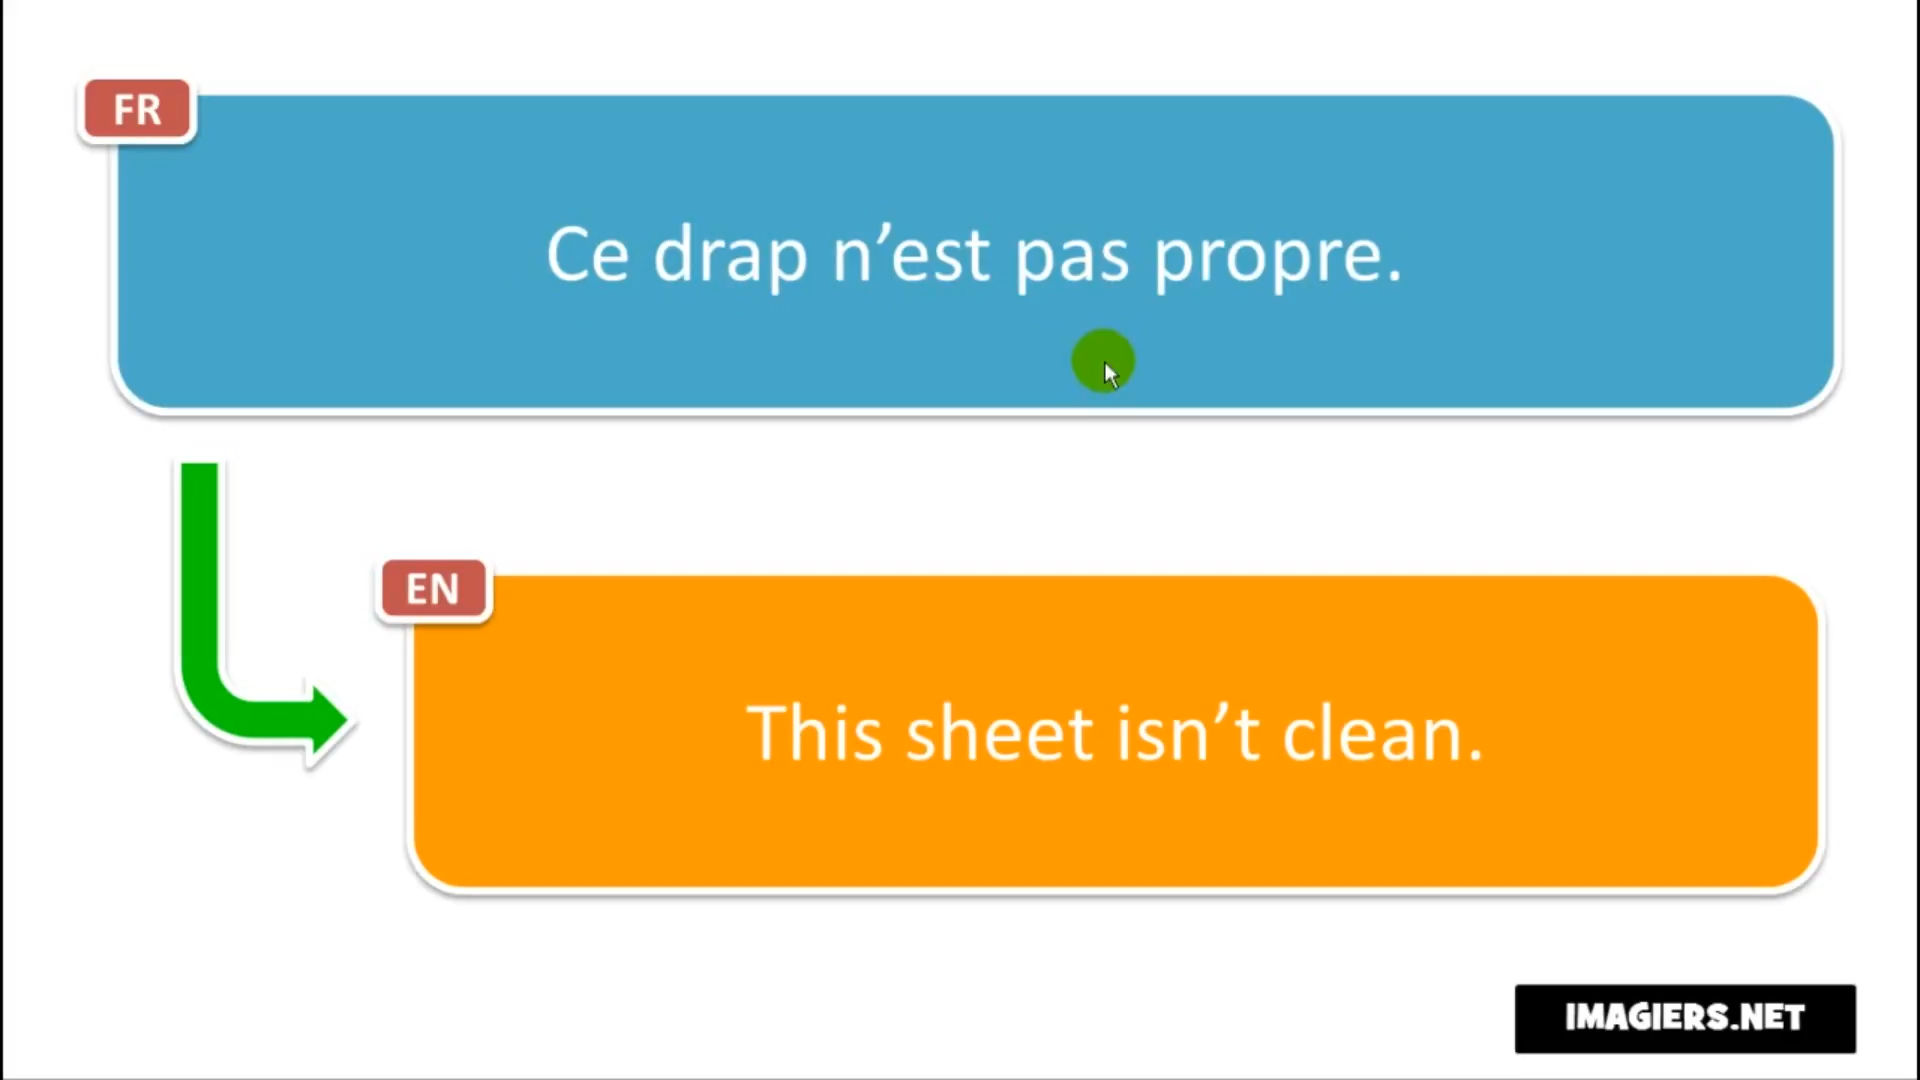 FR
Ce drap n’est pas propre.
EN
This sheet isn’t clean.
IMAGIERS.NET